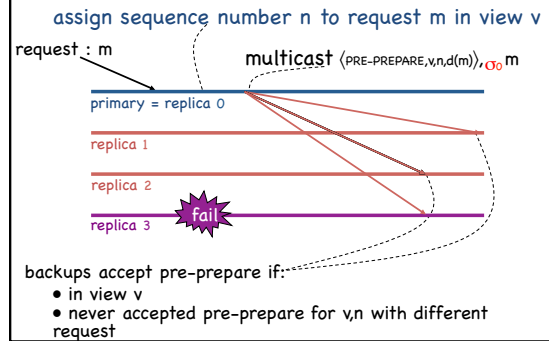 assign sequence number n to request m in view v
request : m
multicast ⟨PRE-PREPARE,v,n,d(m)⟩,σ₀ m
primary = replica 0
replica 1
replica 2
fail
replica 3
backups accept pre-prepare if:
• in view v
• never accepted pre-prepare for v,n with different
request